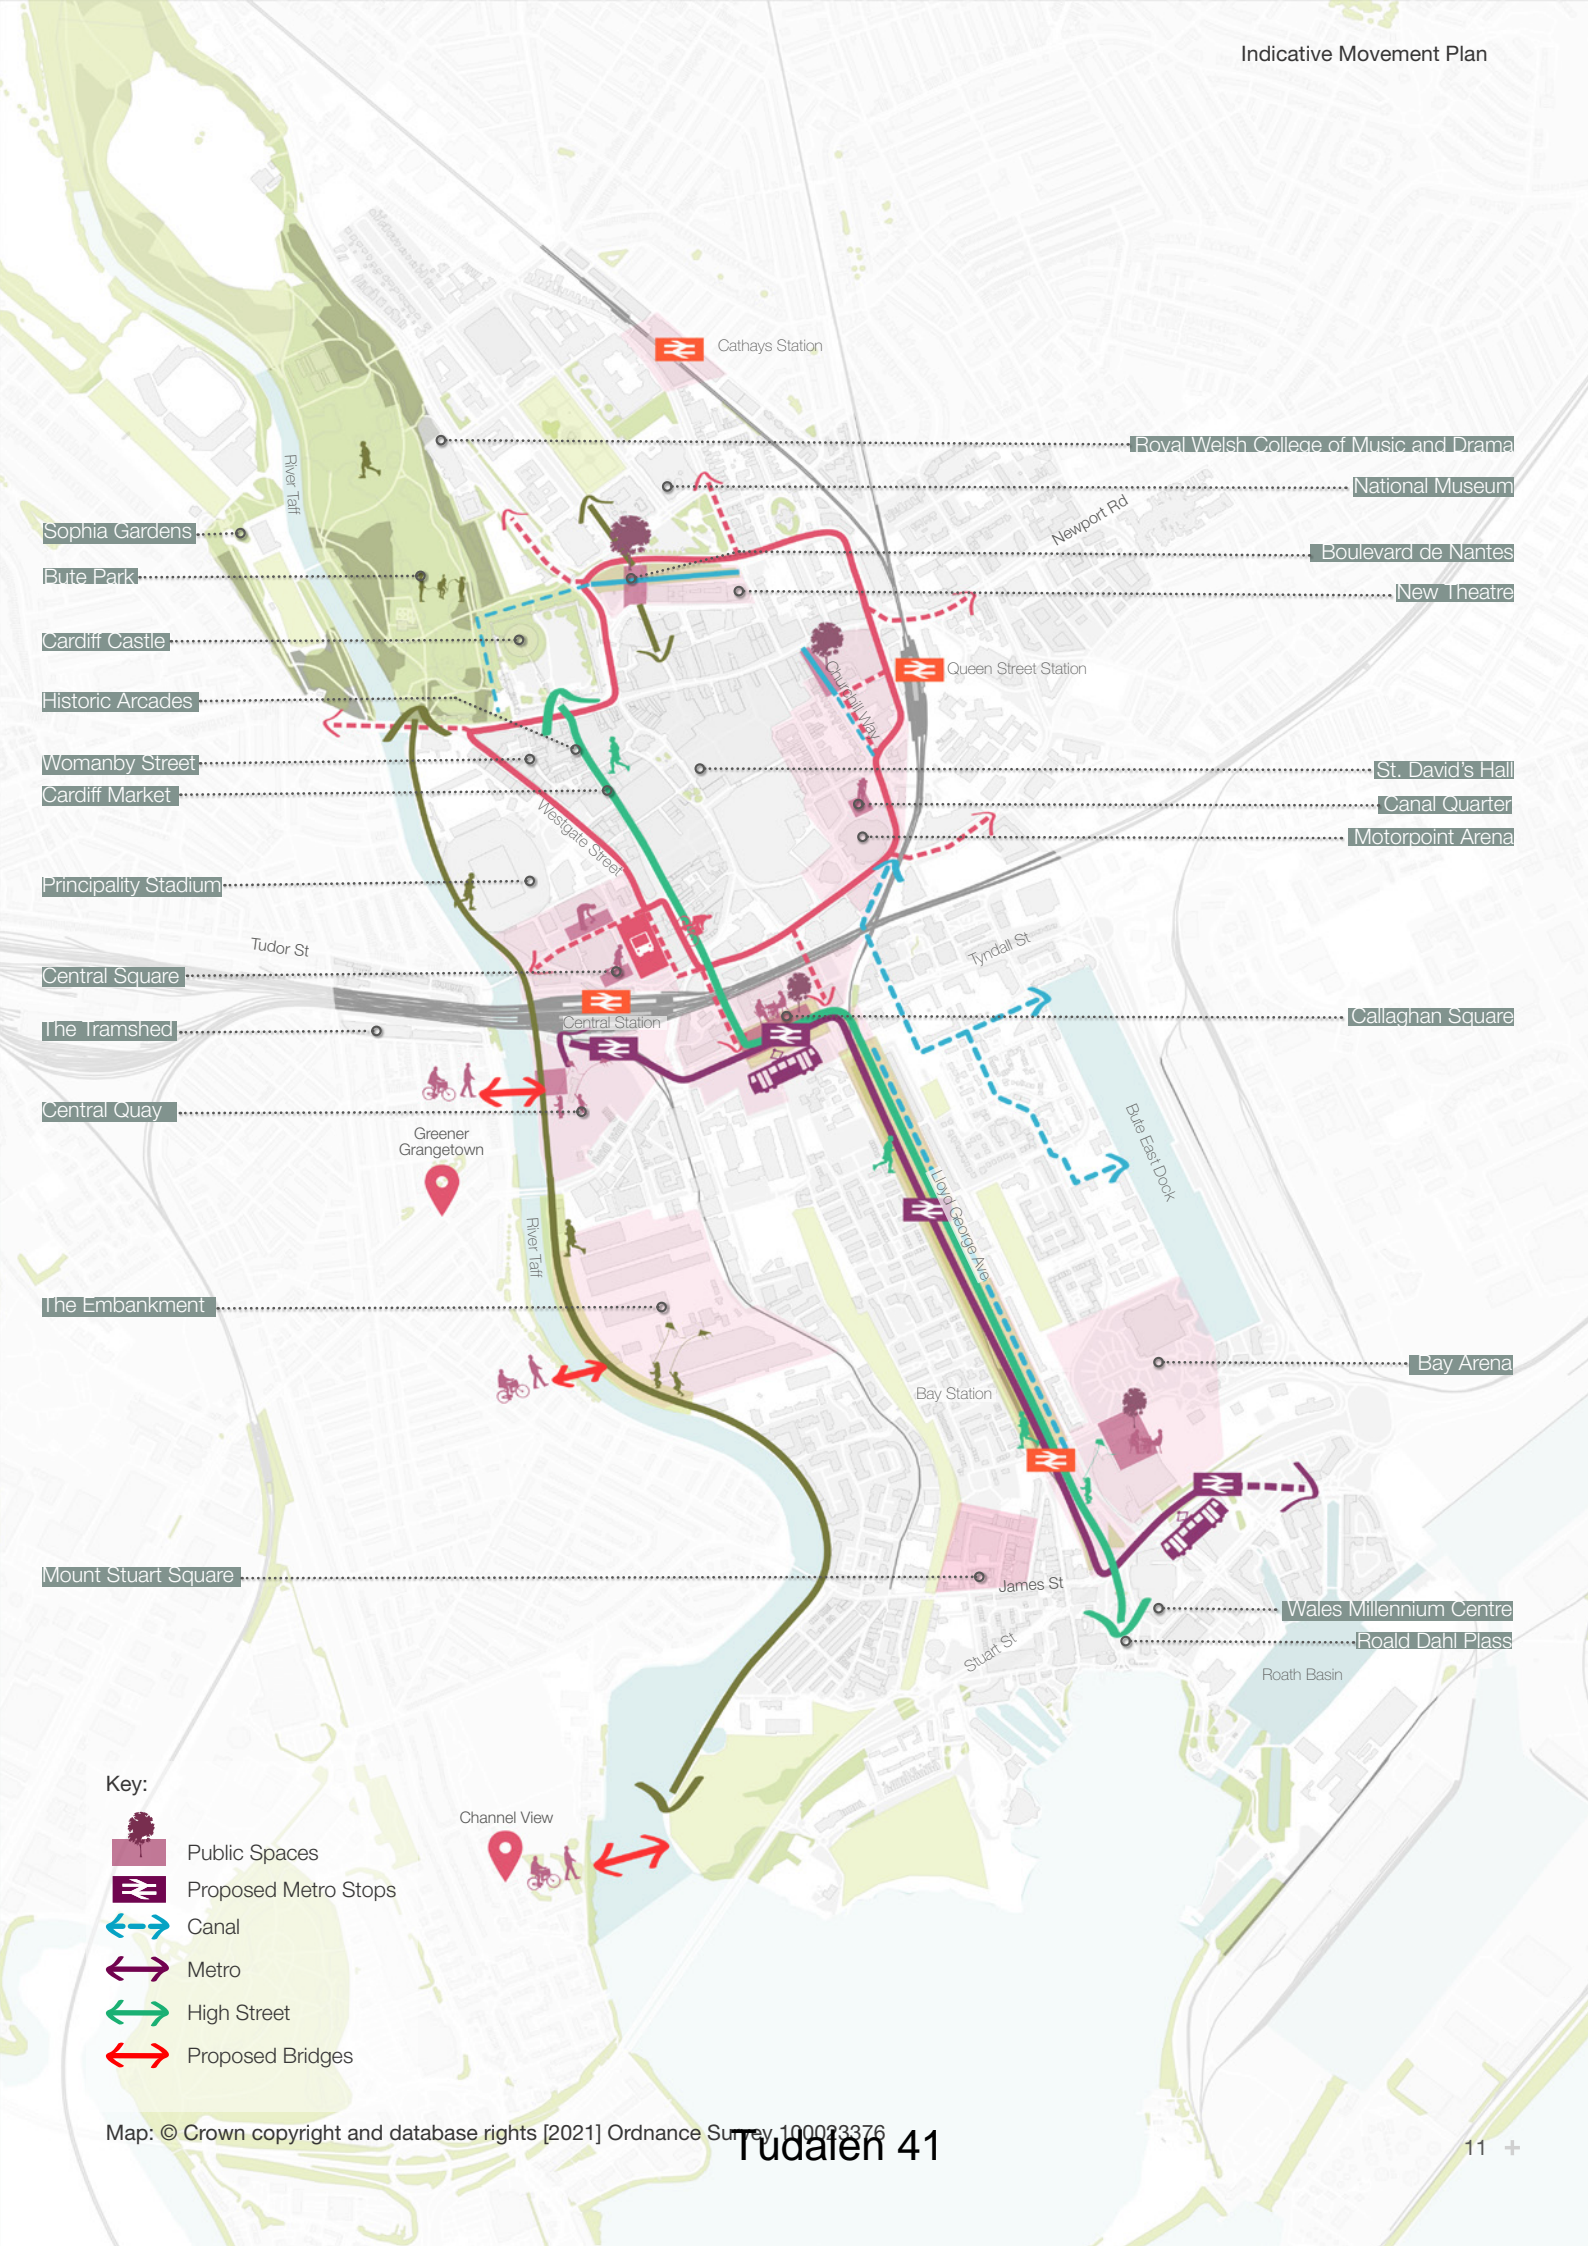 Indicative Movement Plan
Cathays Station
Royal Welsh College of Music and Drama
River Taff
National Museum
Newport Rd
Sophia Gardens
Boulevard de Nantes
Bute Park
New Theatre
Cardiff Castle
Queen Street Station
Churchill Way
Historic Arcades
Womanby Street
St. David's Hall
Cardiff Market
Canal Quarter
Westgate Street
Motorpoint Arena
Principality Stadium
Tudor St
Tyndall St
Central Square
Callaghan Square
Central Station
The Tramshed
Central Quay
Bute East Dock
Greener
Grangetown
Lloyd George Ave
River Taff
The Embankment
Bay Arena
Bay Station
Mount Stuart Square
James St
Wales Millennium Centre
Stuart St
Roald Dahl Plass
Roath Basin
Key:
Channel View
Public Spaces
Proposed Metro Stops
Canal
Metro
High Street
Proposed Bridges
Map: © Crown copyright and database rights [2021] Ordnance Survey 100023376
Tudalen 41
11 +